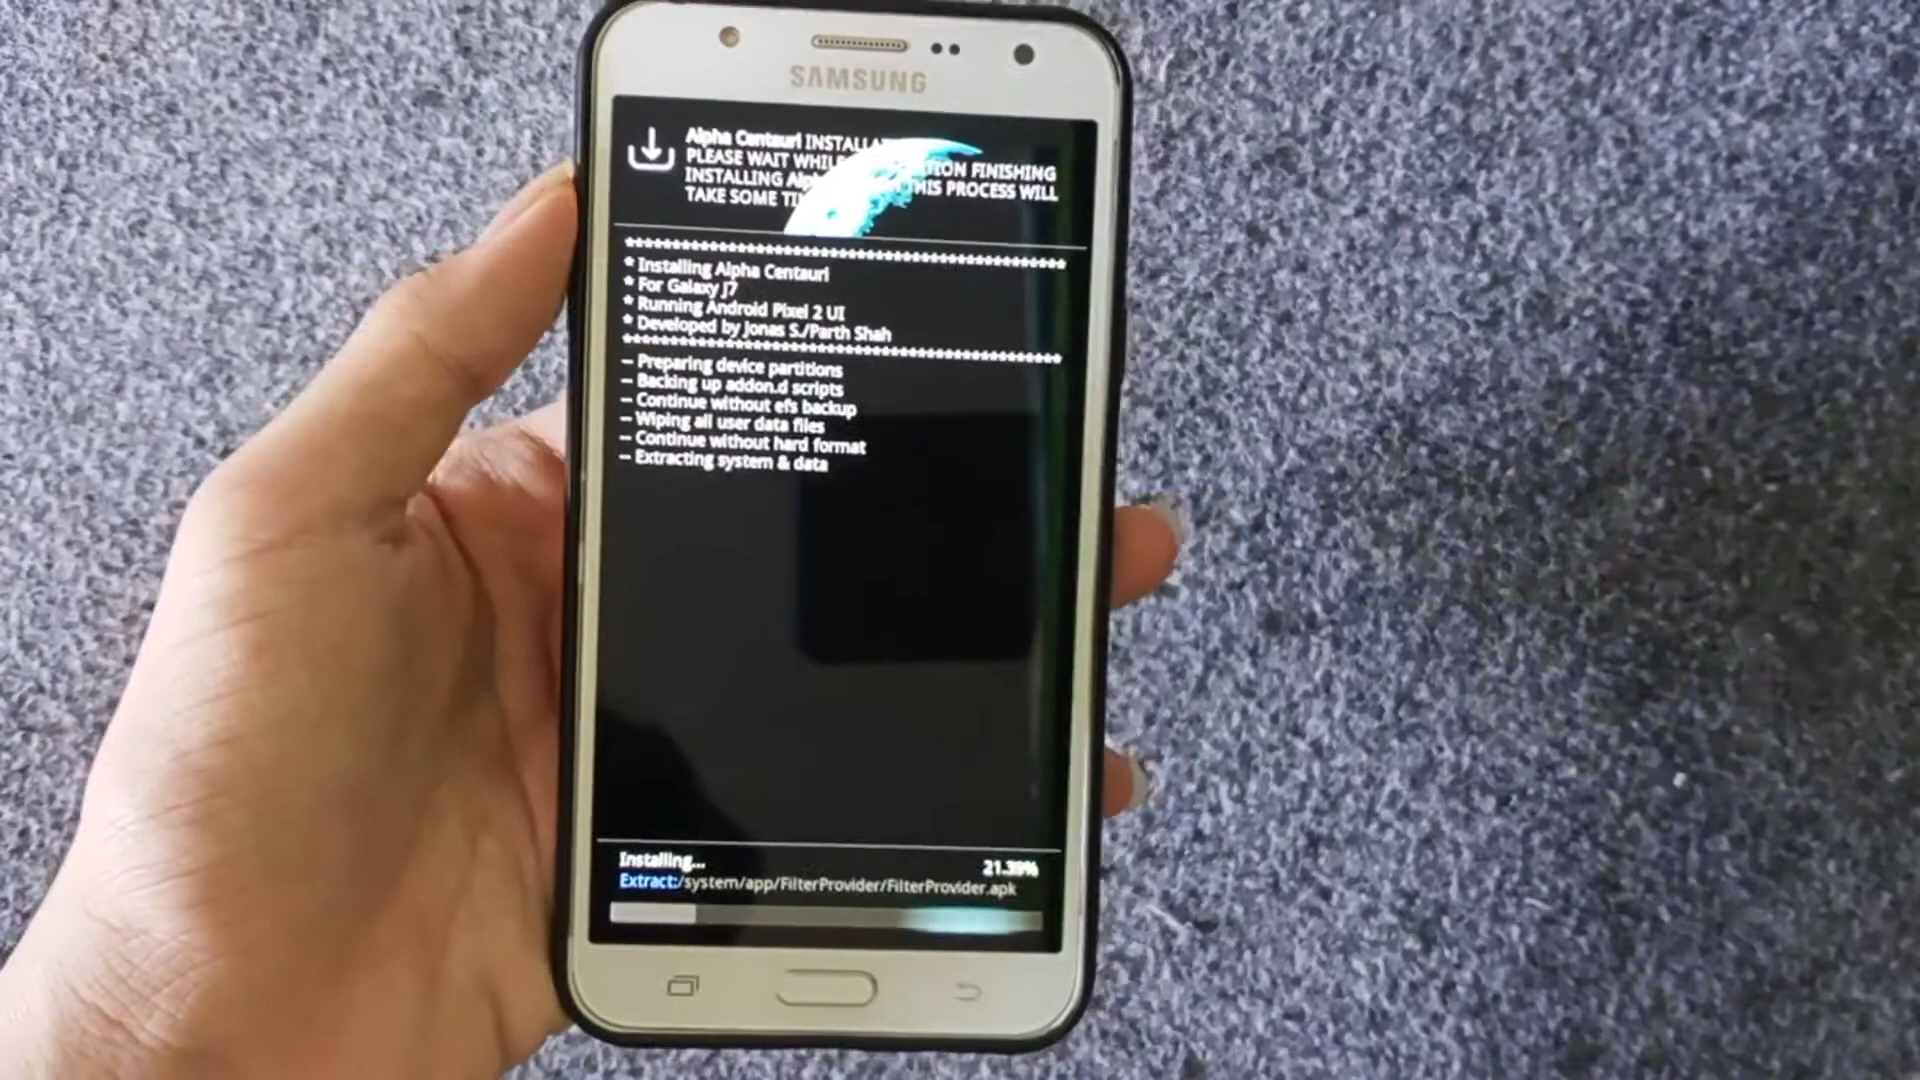 SAMSUNG
Alpha Centauri INSTALLA
PLEASE WAIT WHILE TION FINISHING
INSTALLING Alp THIS PROCESS WILL
TAKE SOME TI
*******************************************************
* Installing Alpha Centauri
* For Galaxy J7
* Running Android Pixel 2 UI
* Developed by Jonas S./Parth Shah
*******************************************************
-- Preparing device partitions
-- Backing up addon.d scripts
-- Continue without efs backup
-- Wiping all user data files
-- Continue without hard format
-- Extracting system & data
Installing... 21.39%
Extract:/system/app/FilterProvider/FilterProvider.apk